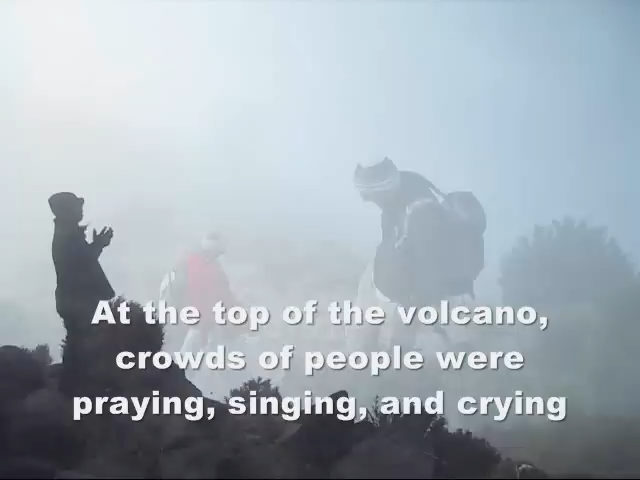 At the top of the volcano,
crowds of people were
praying, singing, and crying